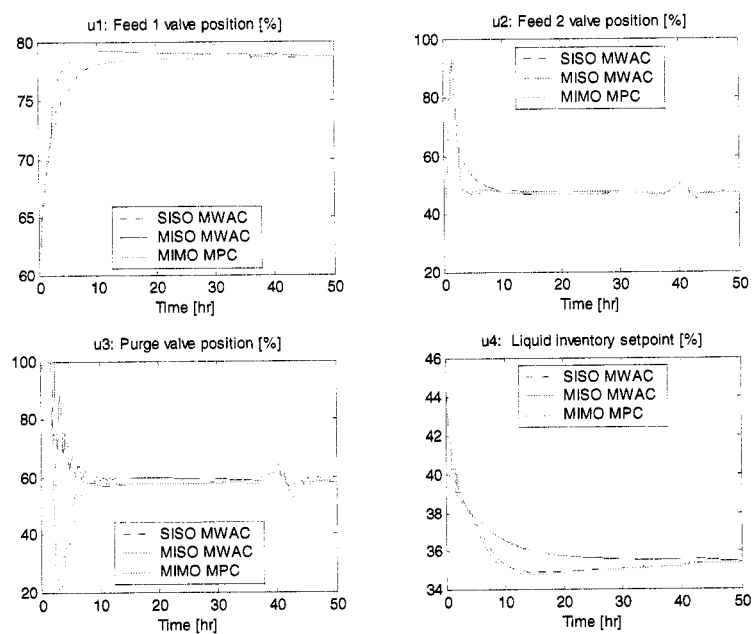 u1: Feed 1 valve position [%]
80
75
70
65
60
SISO MWAC
MISO MWAC
MIMO MPC
0 10 20 30 40 50
Time [hr]
u2: Feed 2 valve position [%]
100
80
60
40
20
SISO MWAC
MISO MWAC
MIMO MPC
0 10 20 30 40 50
Time [hr]
u3: Purge valve position [%]
100
80
60
40
20
SISO MWAC
MISO MWAC
MIMO MPC
0 10 20 30 40 50
Time [hr]
u4: Liquid inventory setpoint [%]
46
44
42
40
38
36
34
SISO MWAC
MISO MWAC
MIMO MPC
0 10 20 30 40 50
Time [hr]